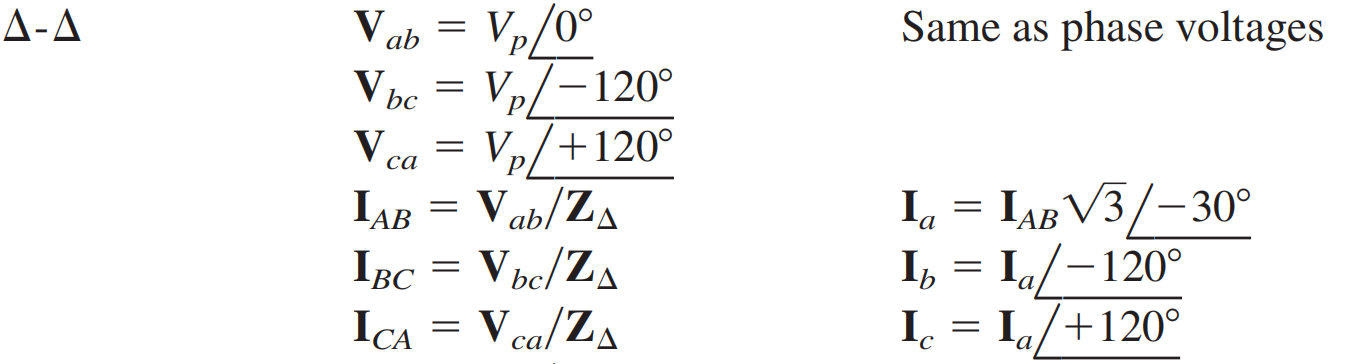 Δ-Δ V_ab = V_p/0° Same as phase voltages
V_bc = V_p/−120°
V_ca = V_p/+120°
I_AB = V_ab/Z_Δ I_a = I_AB√3/−30°
I_BC = V_bc/Z_Δ I_b = I_a/−120°
I_CA = V_ca/Z_Δ I_c = I_a/+120°